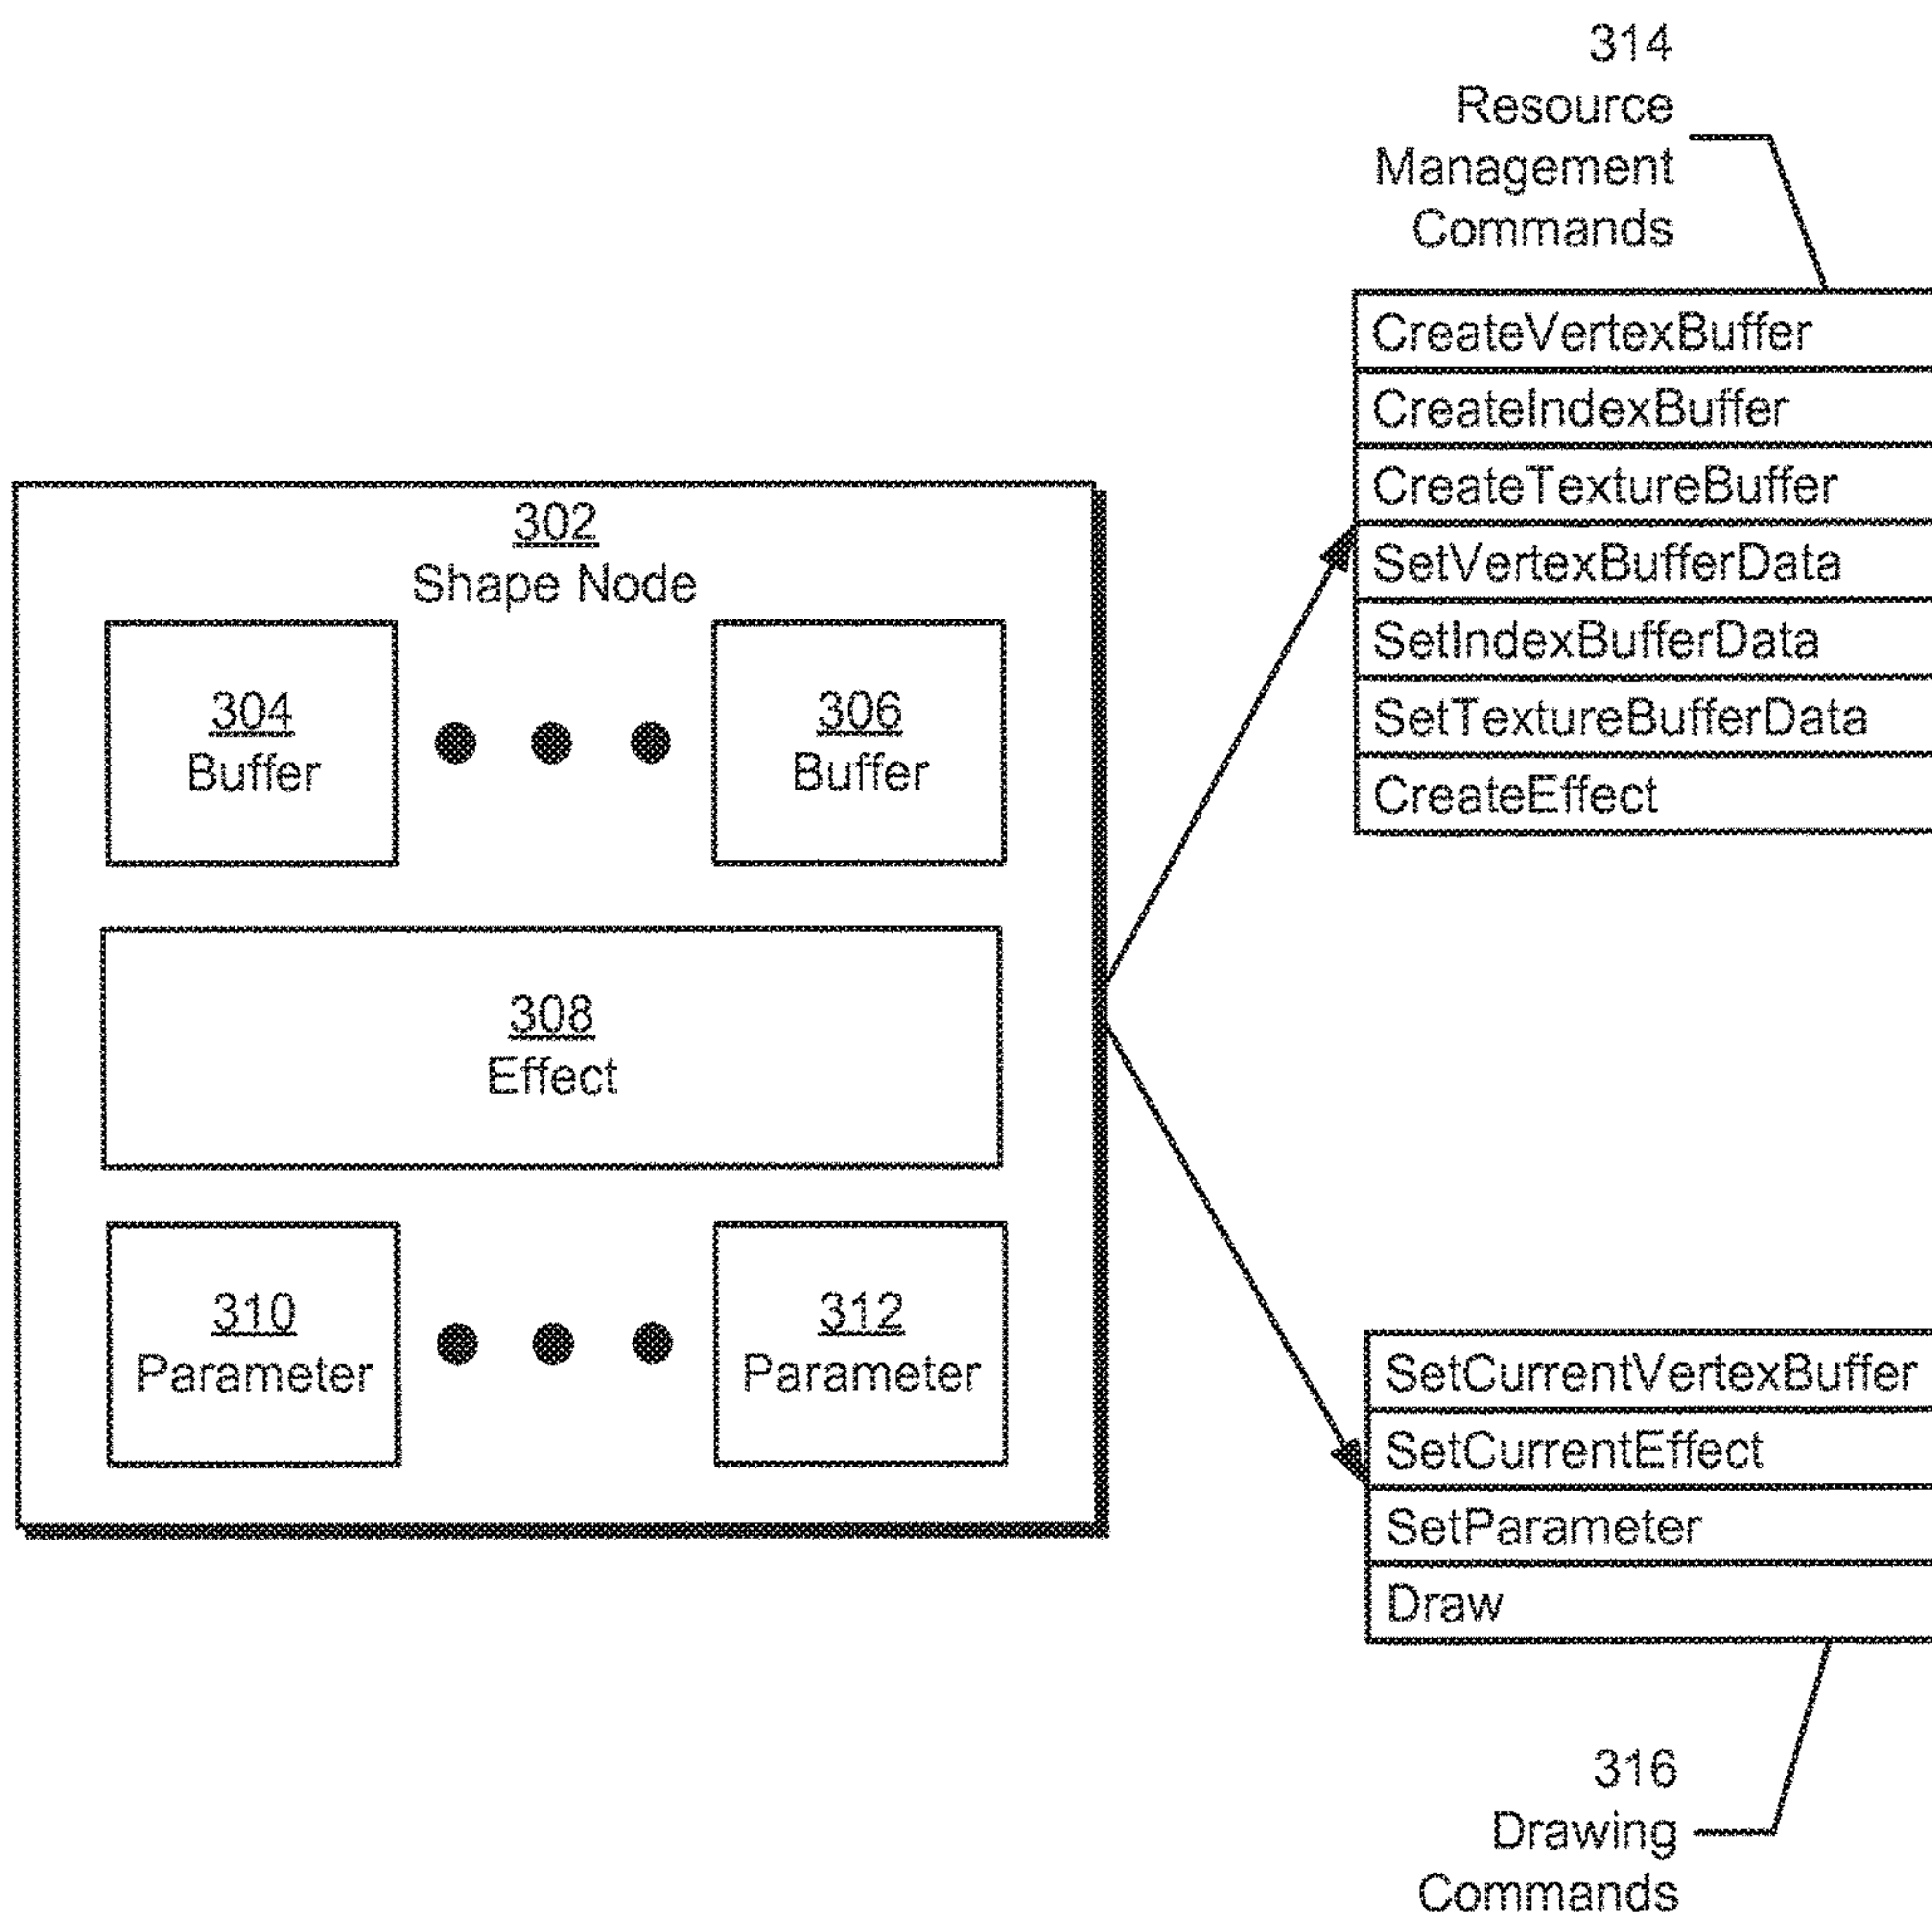 314
Resource
Management
Commands
CreateVertexBuffer
CreateIndexBuffer
CreateTextureBuffer
SetVertexBufferData
SetIndexBufferData
SetTextureBufferData
CreateEffect
302
Shape Node
304
Buffer
306
Buffer
308
Effect
310
Parameter
312
Parameter
SetCurrentVertexBuffer
SetCurrentEffect
SetParameter
Draw
316
Drawing
Commands